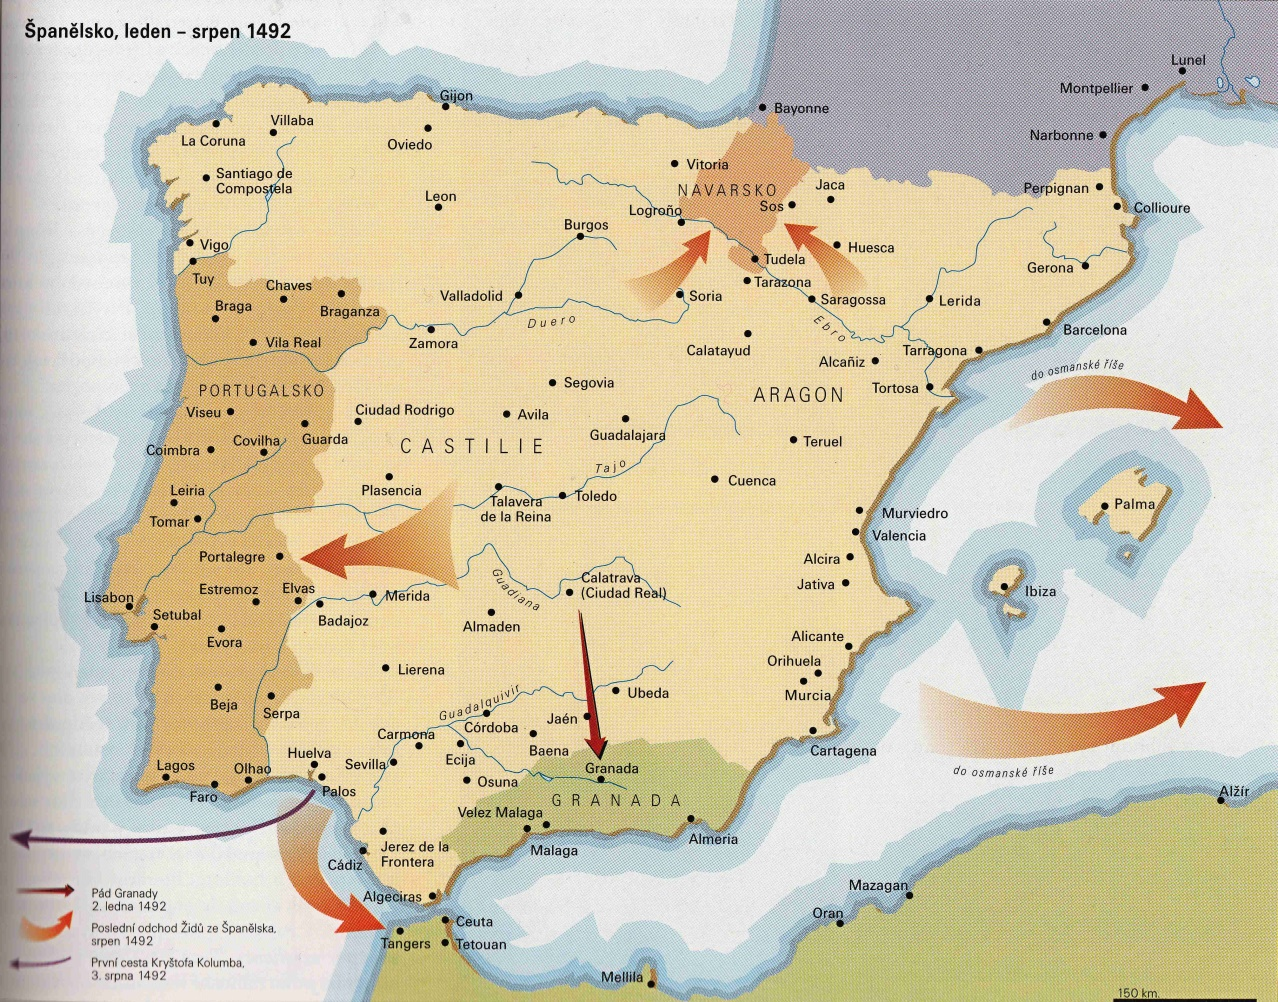 Španělsko, leden – srpen 1492
Lunel
Montpellier
Gijon
Bayonne
La Coruna
Villaba
Oviedo
Narbonne
Vitoria
Santiago de
Compostela
NAVARSKO
Jaca
Perpignan
Leon
Logroño
Sos
Collioure
Burgos
Vigo
Huesca
Tudela
Gerona
Tuy
Chaves
Tarazona
Braga
Braganza
Valladolid
Soria
Saragossa
Lerida
Duero
Ebro
Vila Real
Zamora
Barcelona
Calatayud
Alcañiz
Tarragona
do osmanské říše
PORTUGALSKO
Segovia
ARAGON
Tortosa
Viseu
Ciudad Rodrigo
Avila
Covilha
Guarda
CASTILIE
Guadalajara
Teruel
Coimbra
Tajo
Leiria
Plasencia
Toledo
Cuenca
Talavera
de la Reina
Palma
Tomar
Murviedro
Valencia
Portalegre
Alcira
Estremoz
Elvas
Guadiana
Calatrava
(Ciudad Real)
Jativa
Ibiza
Lisabon
Merida
Setubal
Badajoz
Almaden
Evora
Alicante
Lierena
Orihuela
Beja
Serpa
Guadalquivir
Ubeda
Murcia
Jaén
Córdoba
Carmona
Huelva
Sevilla
Ecija
Baena
Cartagena
Lagos
Olhao
Granada
do osmanské říše
Faro
Palos
Osuna
Alžír
GRANADA
Velez Malaga
Almeria
Jerez de la
Frontera
Malaga
Cádiz
Mazagan
Algeciras
Oran
Ceuta
Tangers
Tetouan
Mellila
Pád Granady
2. ledna 1492
Poslední odchod Židů ze Španělska,
srpen 1492
První cesta Kryštofa Kolumba,
3. srpna 1492
150 km.